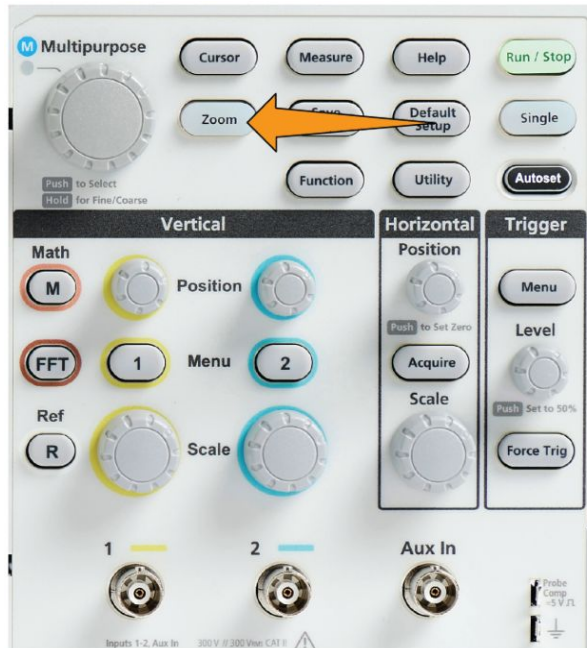 M Multipurpose
Cursor
Measure
Help
Run / Stop
Zoom
Save
Default
Setup
Single
Push to Select
Hold for Fine/Coarse
Function
Utility
Autoset
Vertical
Horizontal
Trigger
Math
M
Position
Position
Push to Set Zero
Menu
FFT
1
Menu
2
Acquire
Level
Push Set to 50%
Ref
R
Scale
Scale
Force Trig
1
2
Aux In
Probe
Comp
Inputs 1-2, Aux In